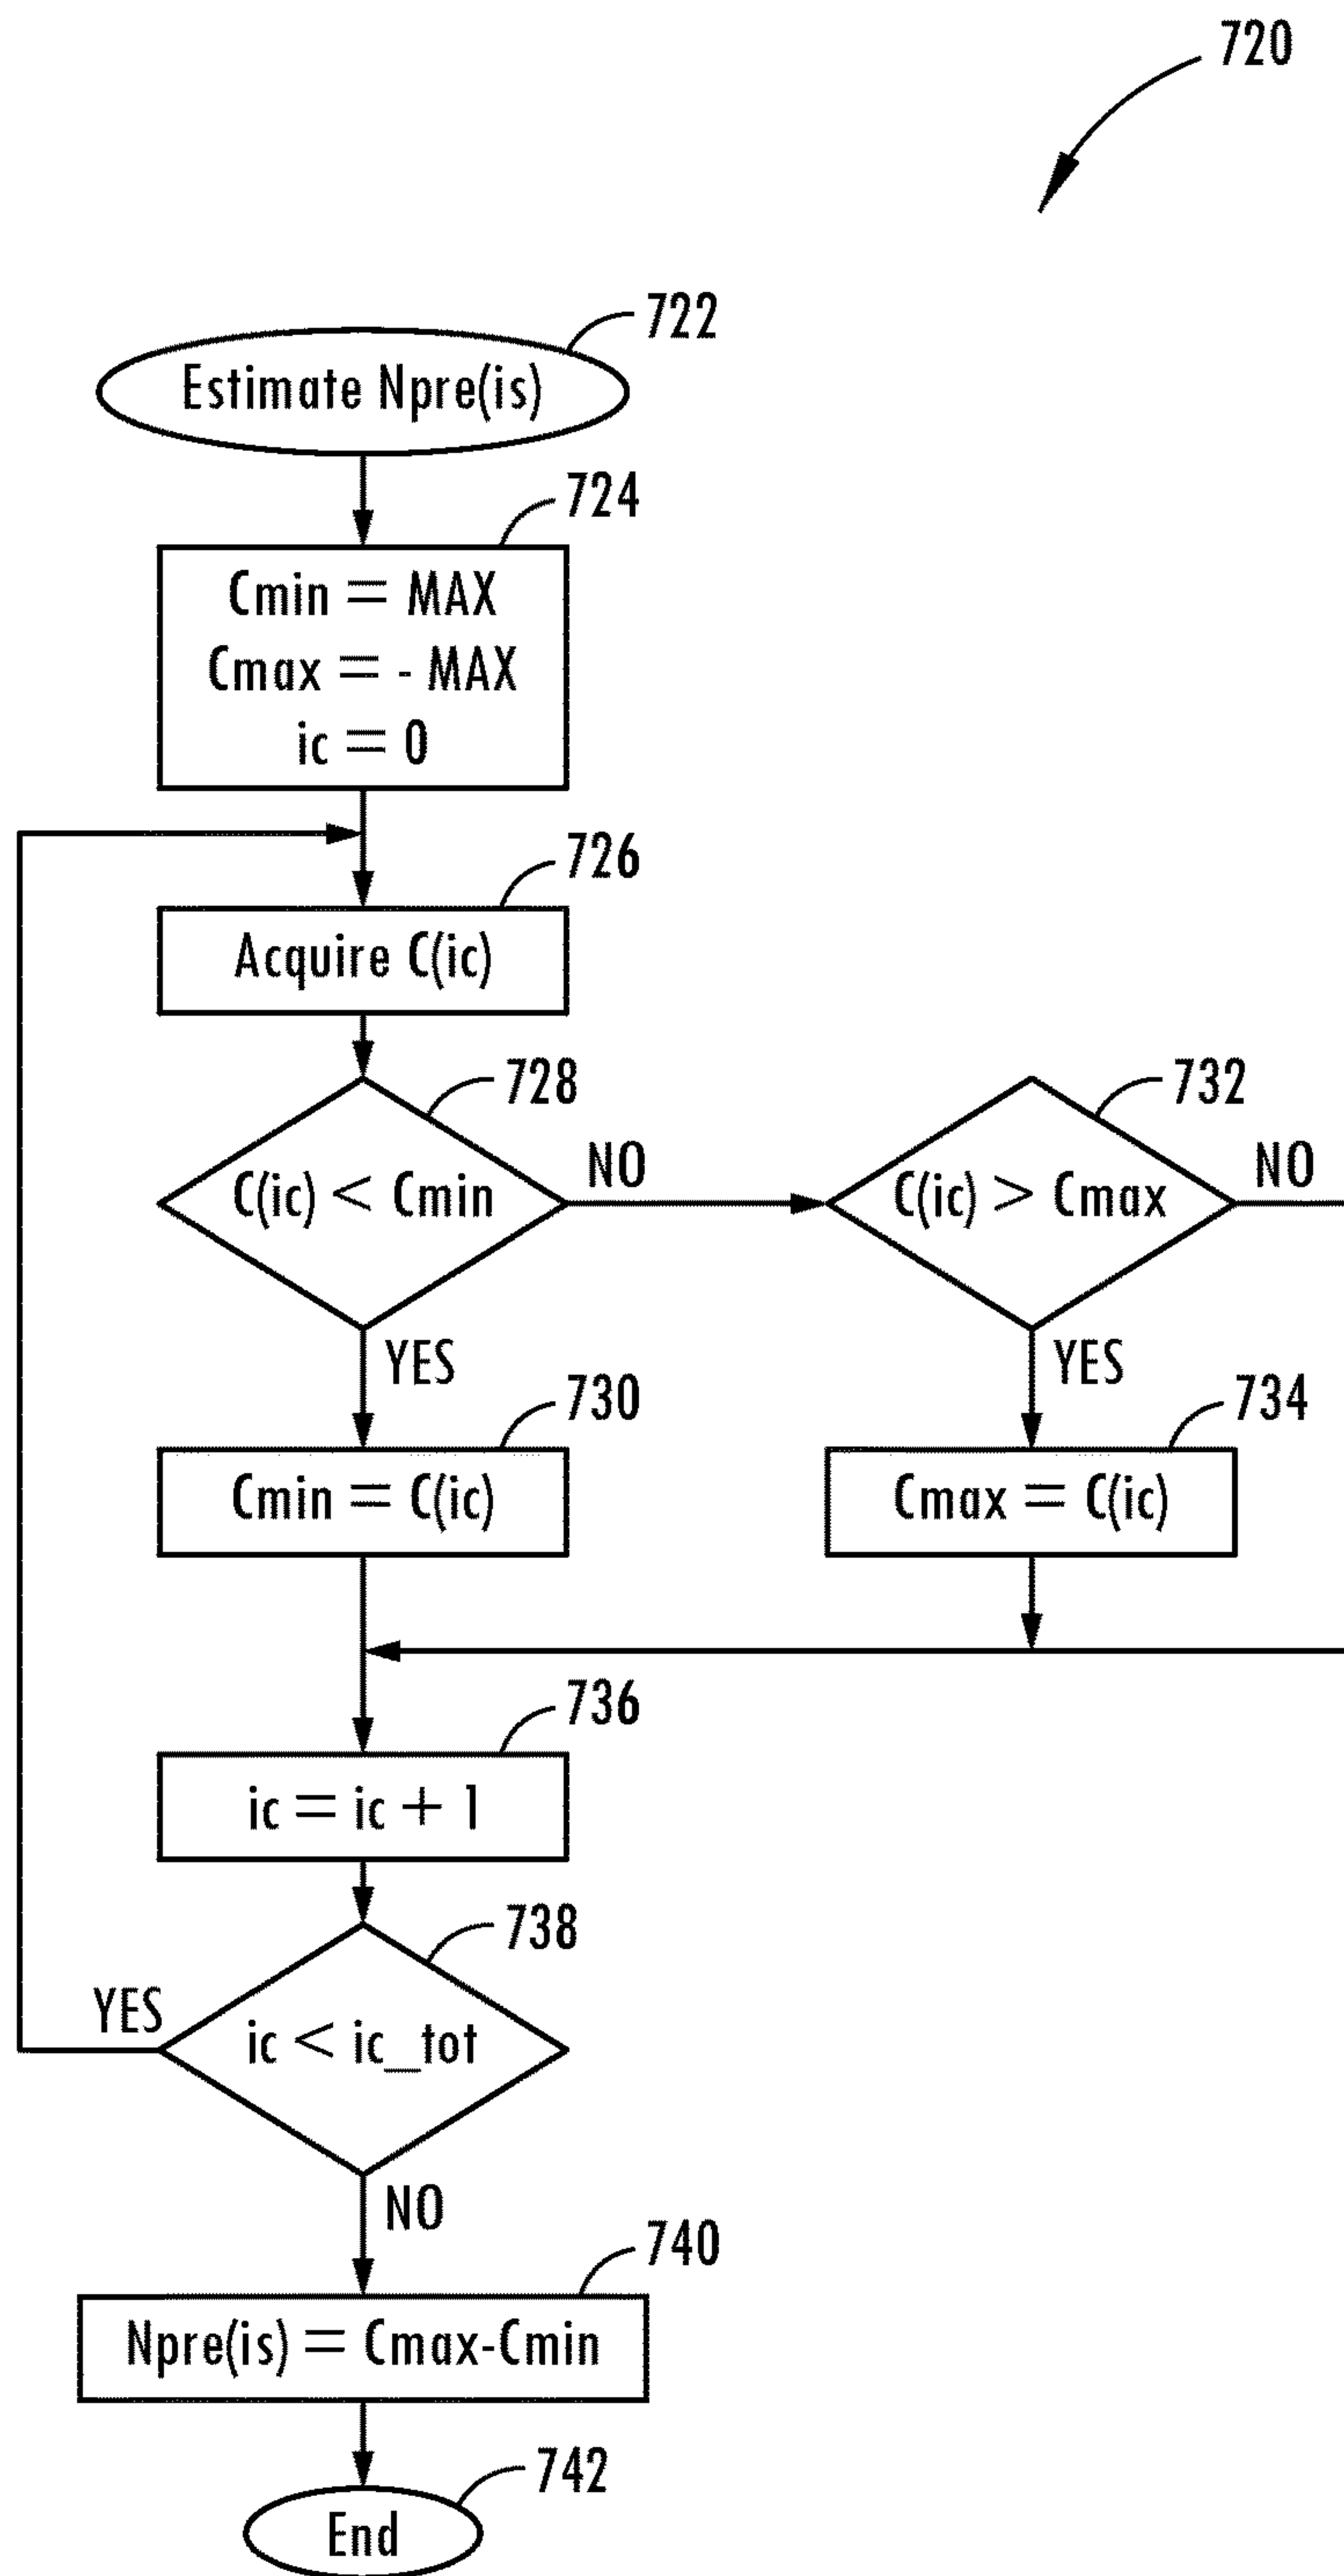 720
722
Estimate Npre(is)
724
Cmin = MAX
Cmax = - MAX
ic = 0
726
Acquire C(ic)
728
C(ic) < Cmin
NO
732
C(ic) > Cmax
NO
YES
YES
730
Cmin = C(ic)
734
Cmax = C(ic)
736
ic = ic + 1
738
YES
ic < ic_tot
NO
740
Npre(is) = Cmax-Cmin
742
End